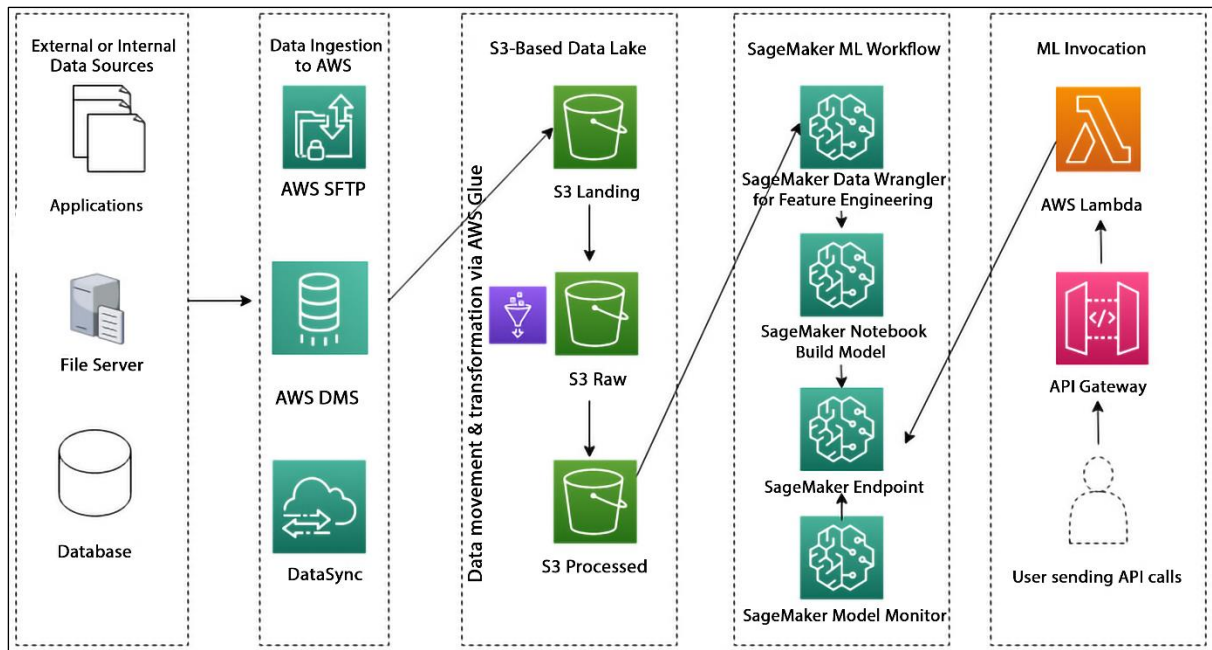 External or Internal
Data Sources
Applications
File Server
Database
Data Ingestion
to AWS
AWS SFTP
AWS DMS
DataSync
S3-Based Data Lake
Data movement & transformation via AWS Glue
S3 Landing
S3 Raw
S3 Processed
SageMaker ML Workflow
SageMaker Data Wrangler
for Feature Engineering
SageMaker Notebook
Build Model
SageMaker Endpoint
SageMaker Model Monitor
ML Invocation
AWS Lambda
</>
API Gateway
User sending API calls